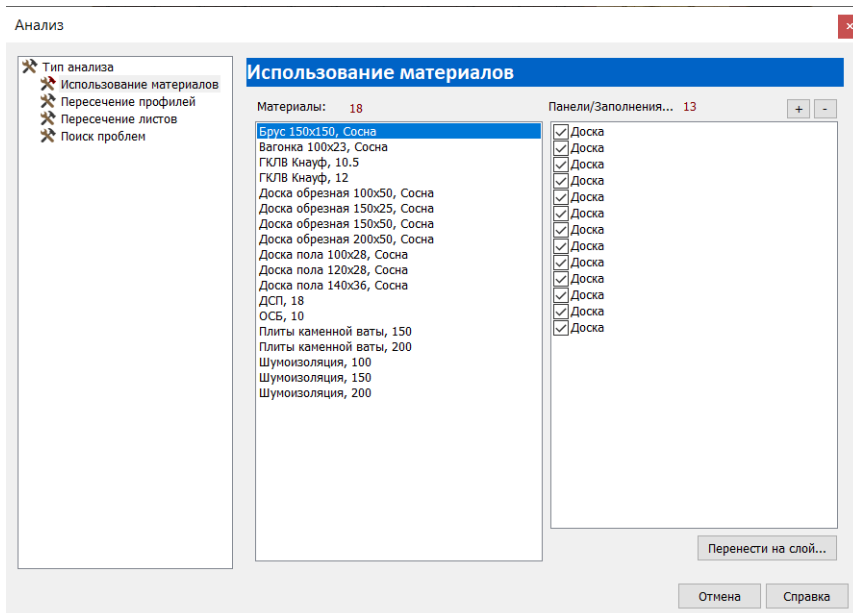 Анализ
Тип анализа
Использование материалов
Пересечение профилей
Пересечение листов
Поиск проблем
Использование материалов
Материалы: 18
Брус 150x150, Сосна
Вагонка 100x23, Сосна
ГКЛВ Кнауф, 10.5
ГКЛВ Кнауф, 12
Доска обрезная 100x50, Сосна
Доска обрезная 150x25, Сосна
Доска обрезная 150x50, Сосна
Доска обрезная 200x50, Сосна
Доска пола 100x28, Сосна
Доска пола 120x28, Сосна
Доска пола 140x36, Сосна
ДСП, 18
ОСБ, 10
Плиты каменной ваты, 150
Плиты каменной ваты, 200
Шумоизоляция, 100
Шумоизоляция, 150
Шумоизоляция, 200
Панели/Заполнения... 13
+ -
Доска
Доска
Доска
Доска
Доска
Доска
Доска
Доска
Доска
Доска
Доска
Доска
Доска
Перенести на слой...
Отмена Справка